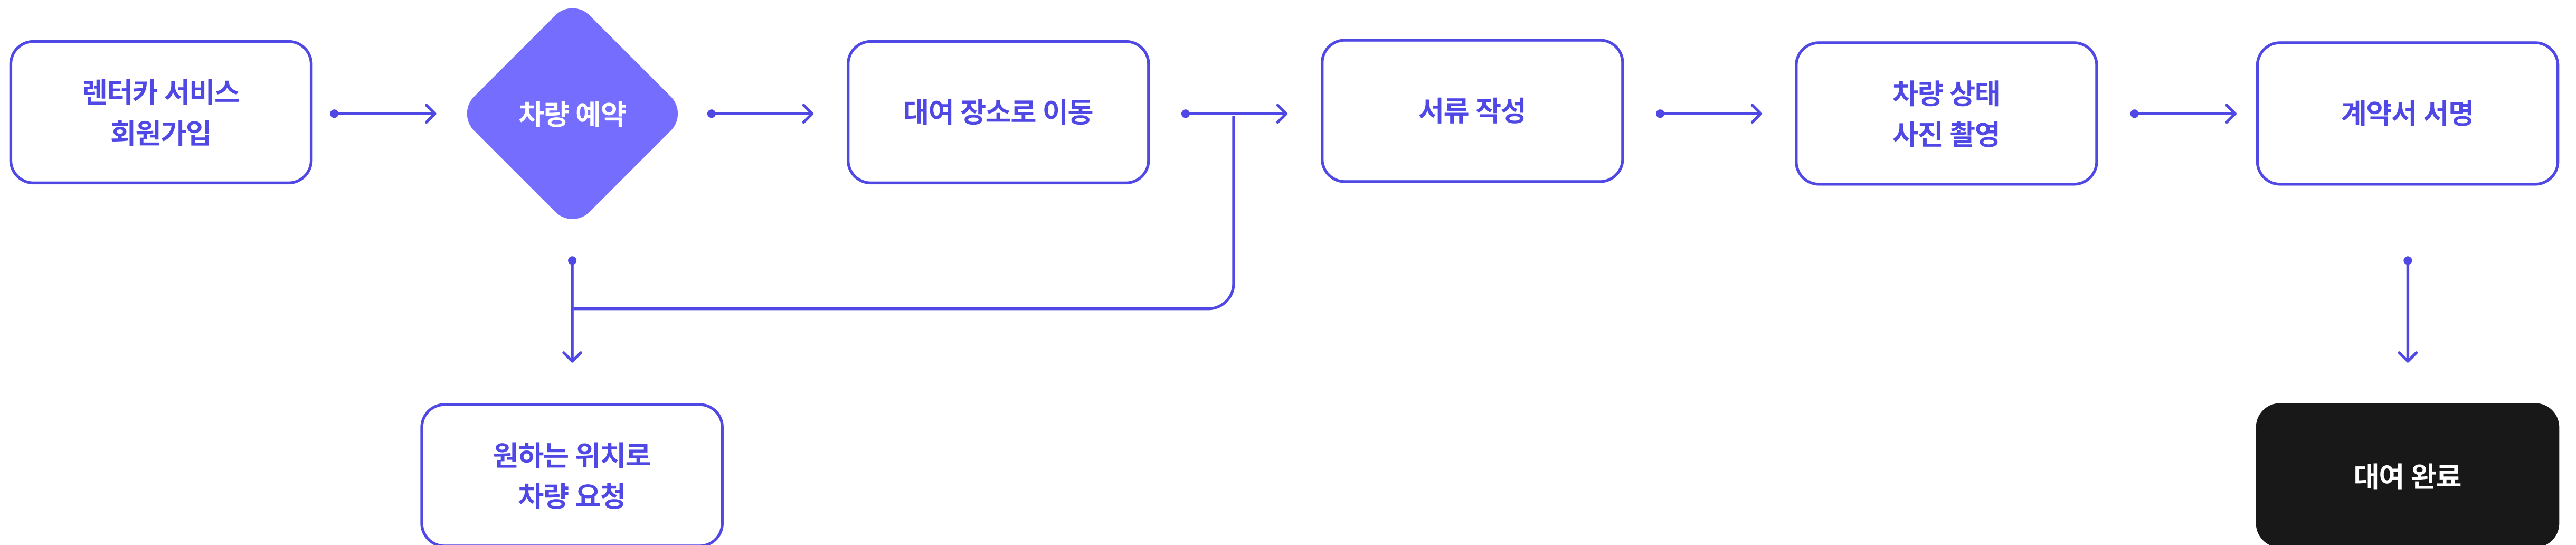 렌터카 서비스
회원가입
차량 예약
대여 장소로 이동
서류 작성
차량 상태
사진 촬영
계약서 서명
원하는 위치로
차량 요청
대여 완료